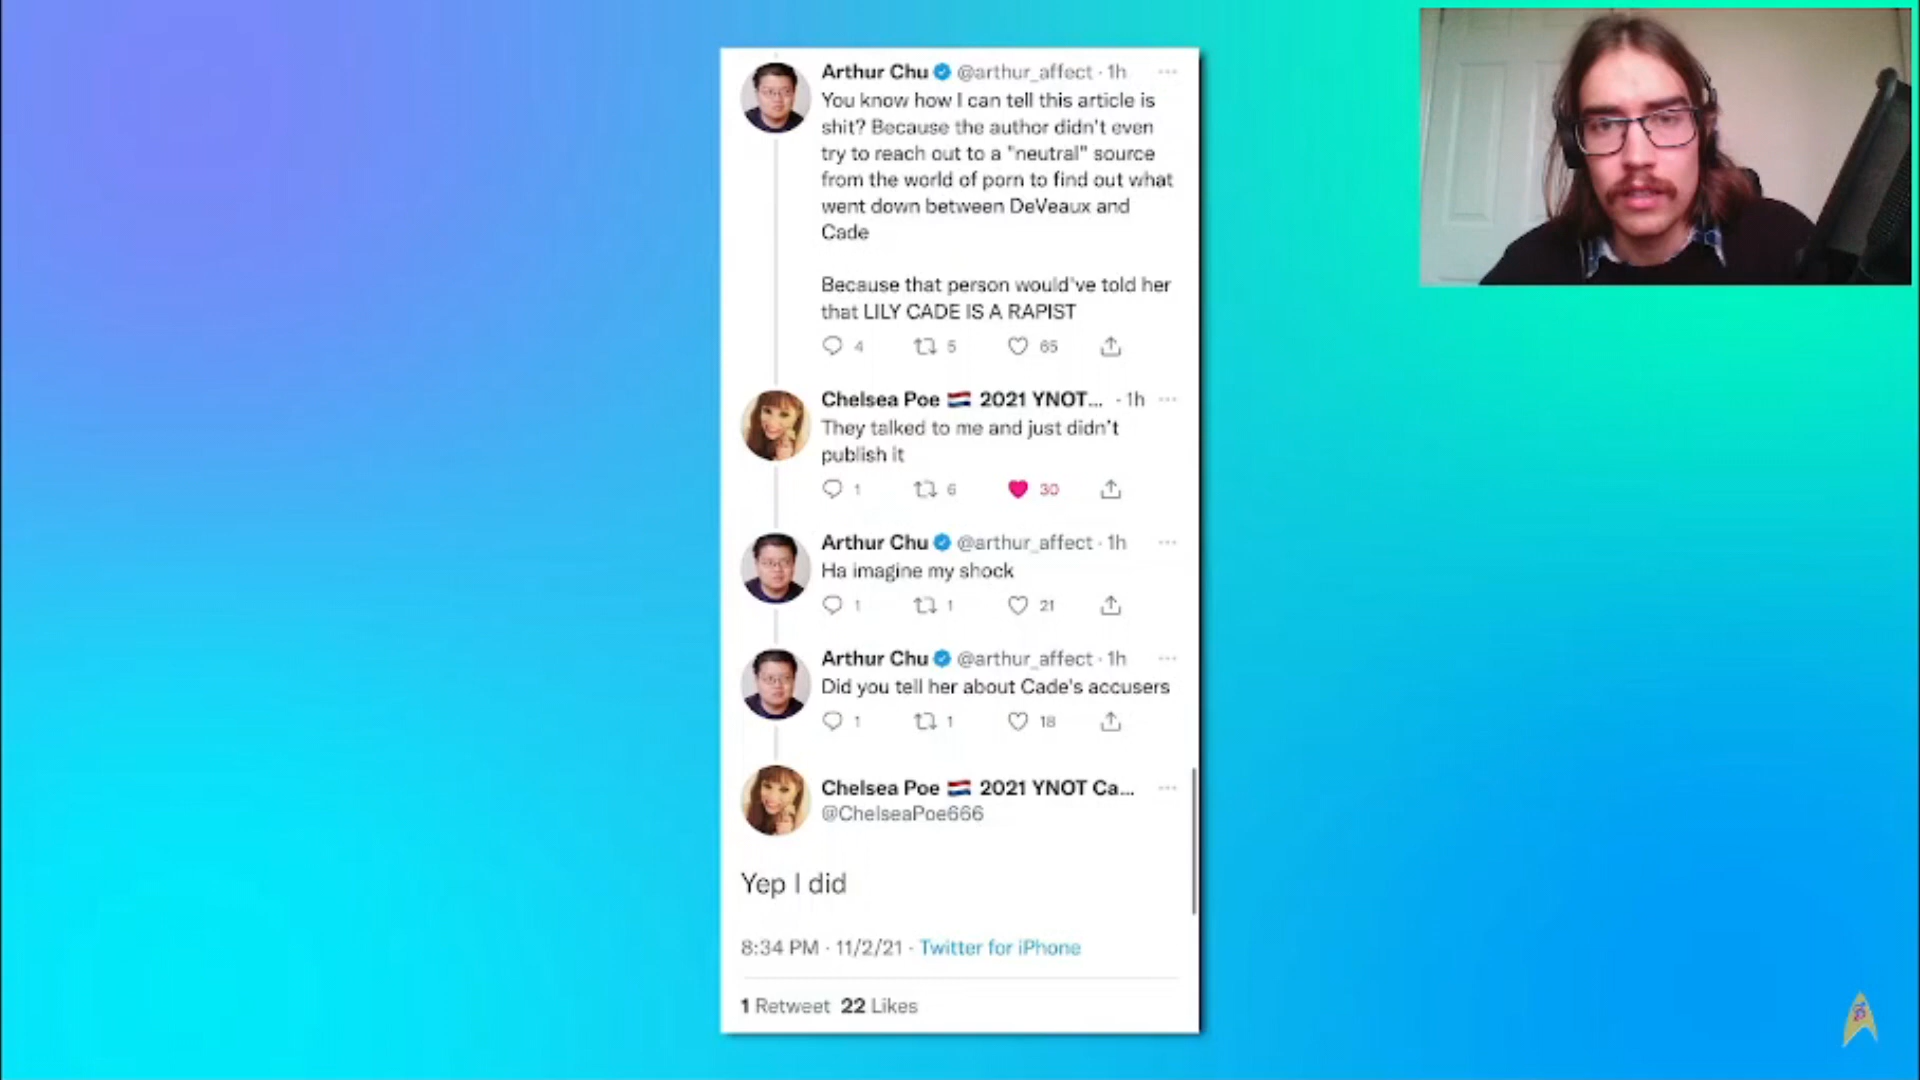 Arthur Chu @arthur_affect · 1h
You know how I can tell this article is
shit? Because the author didn't even
try to reach out to a "neutral" source
from the world of porn to find out what
went down between DeVeaux and
Cade
Because that person would've told her
that LILY CADE IS A RAPIST
4 5 65
Chelsea Poe 2021 YNOT... · 1h
They talked to me and just didn't
publish it
1 6 30
Arthur Chu @arthur_affect · 1h
Ha imagine my shock
1 1 21
Arthur Chu @arthur_affect · 1h
Did you tell her about Cade's accusers
1 1 18
Chelsea Poe 2021 YNOT Ca...
@ChelseaPoe666
Yep I did
8:34 PM · 11/2/21 · Twitter for iPhone
1 Retweet 22 Likes